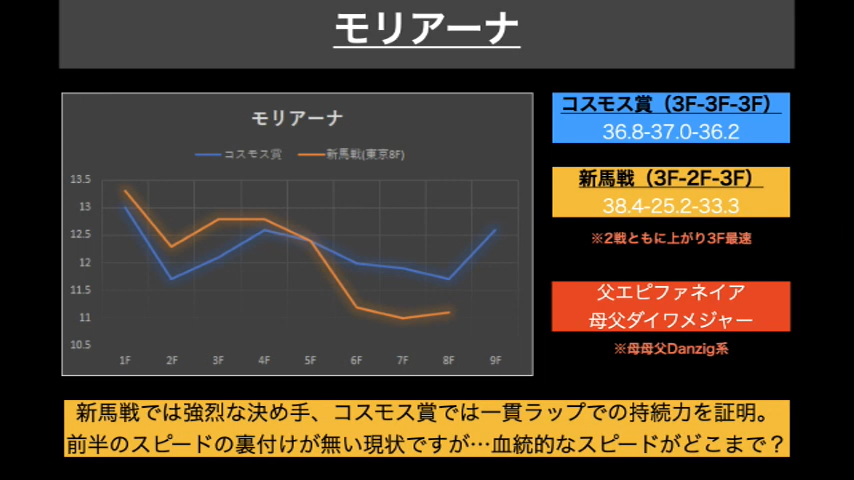 モリアーナ
モリアーナ
コスモス賞 新馬戦(東京8F)
13.5
13
12.5
12
11.5
11
10.5
1F 2F 3F 4F 5F 6F 7F 8F 9F
コスモス賞（3F-3F-3F）
36.8-37.0-36.2
新馬戦（3F-2F-3F）
38.4-25.2-33.3
※2戦ともに上がり3F最速
父エピファネイア
母父ダイワメジャー
※母母父Danzig系
新馬戦では強烈な決め手、コスモス賞では一貫ラップでの持続力を証明。
前半のスピードの裏付けが無い現状ですが…血統的なスピードがどこまで？